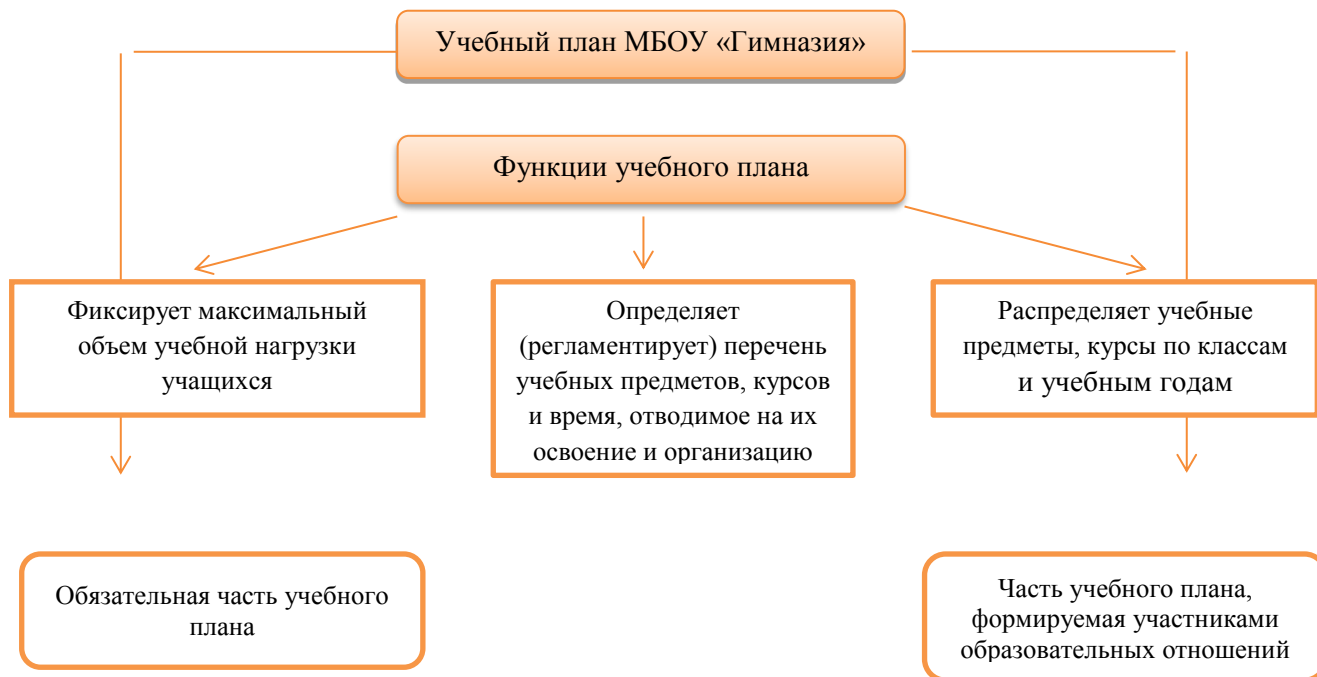 Учебный план МБОУ «Гимназия»
Функции учебного плана
Фиксирует максимальный
объем учебной нагрузки
учащихся
Определяет
(регламентирует) перечень
учебных предметов, курсов
и время, отводимое на их
освоение и организацию
Распределяет учебные
предметы, курсы по классам
и учебным годам
Обязательная часть учебного
плана
Часть учебного плана,
формируемая участниками
образовательных отношений